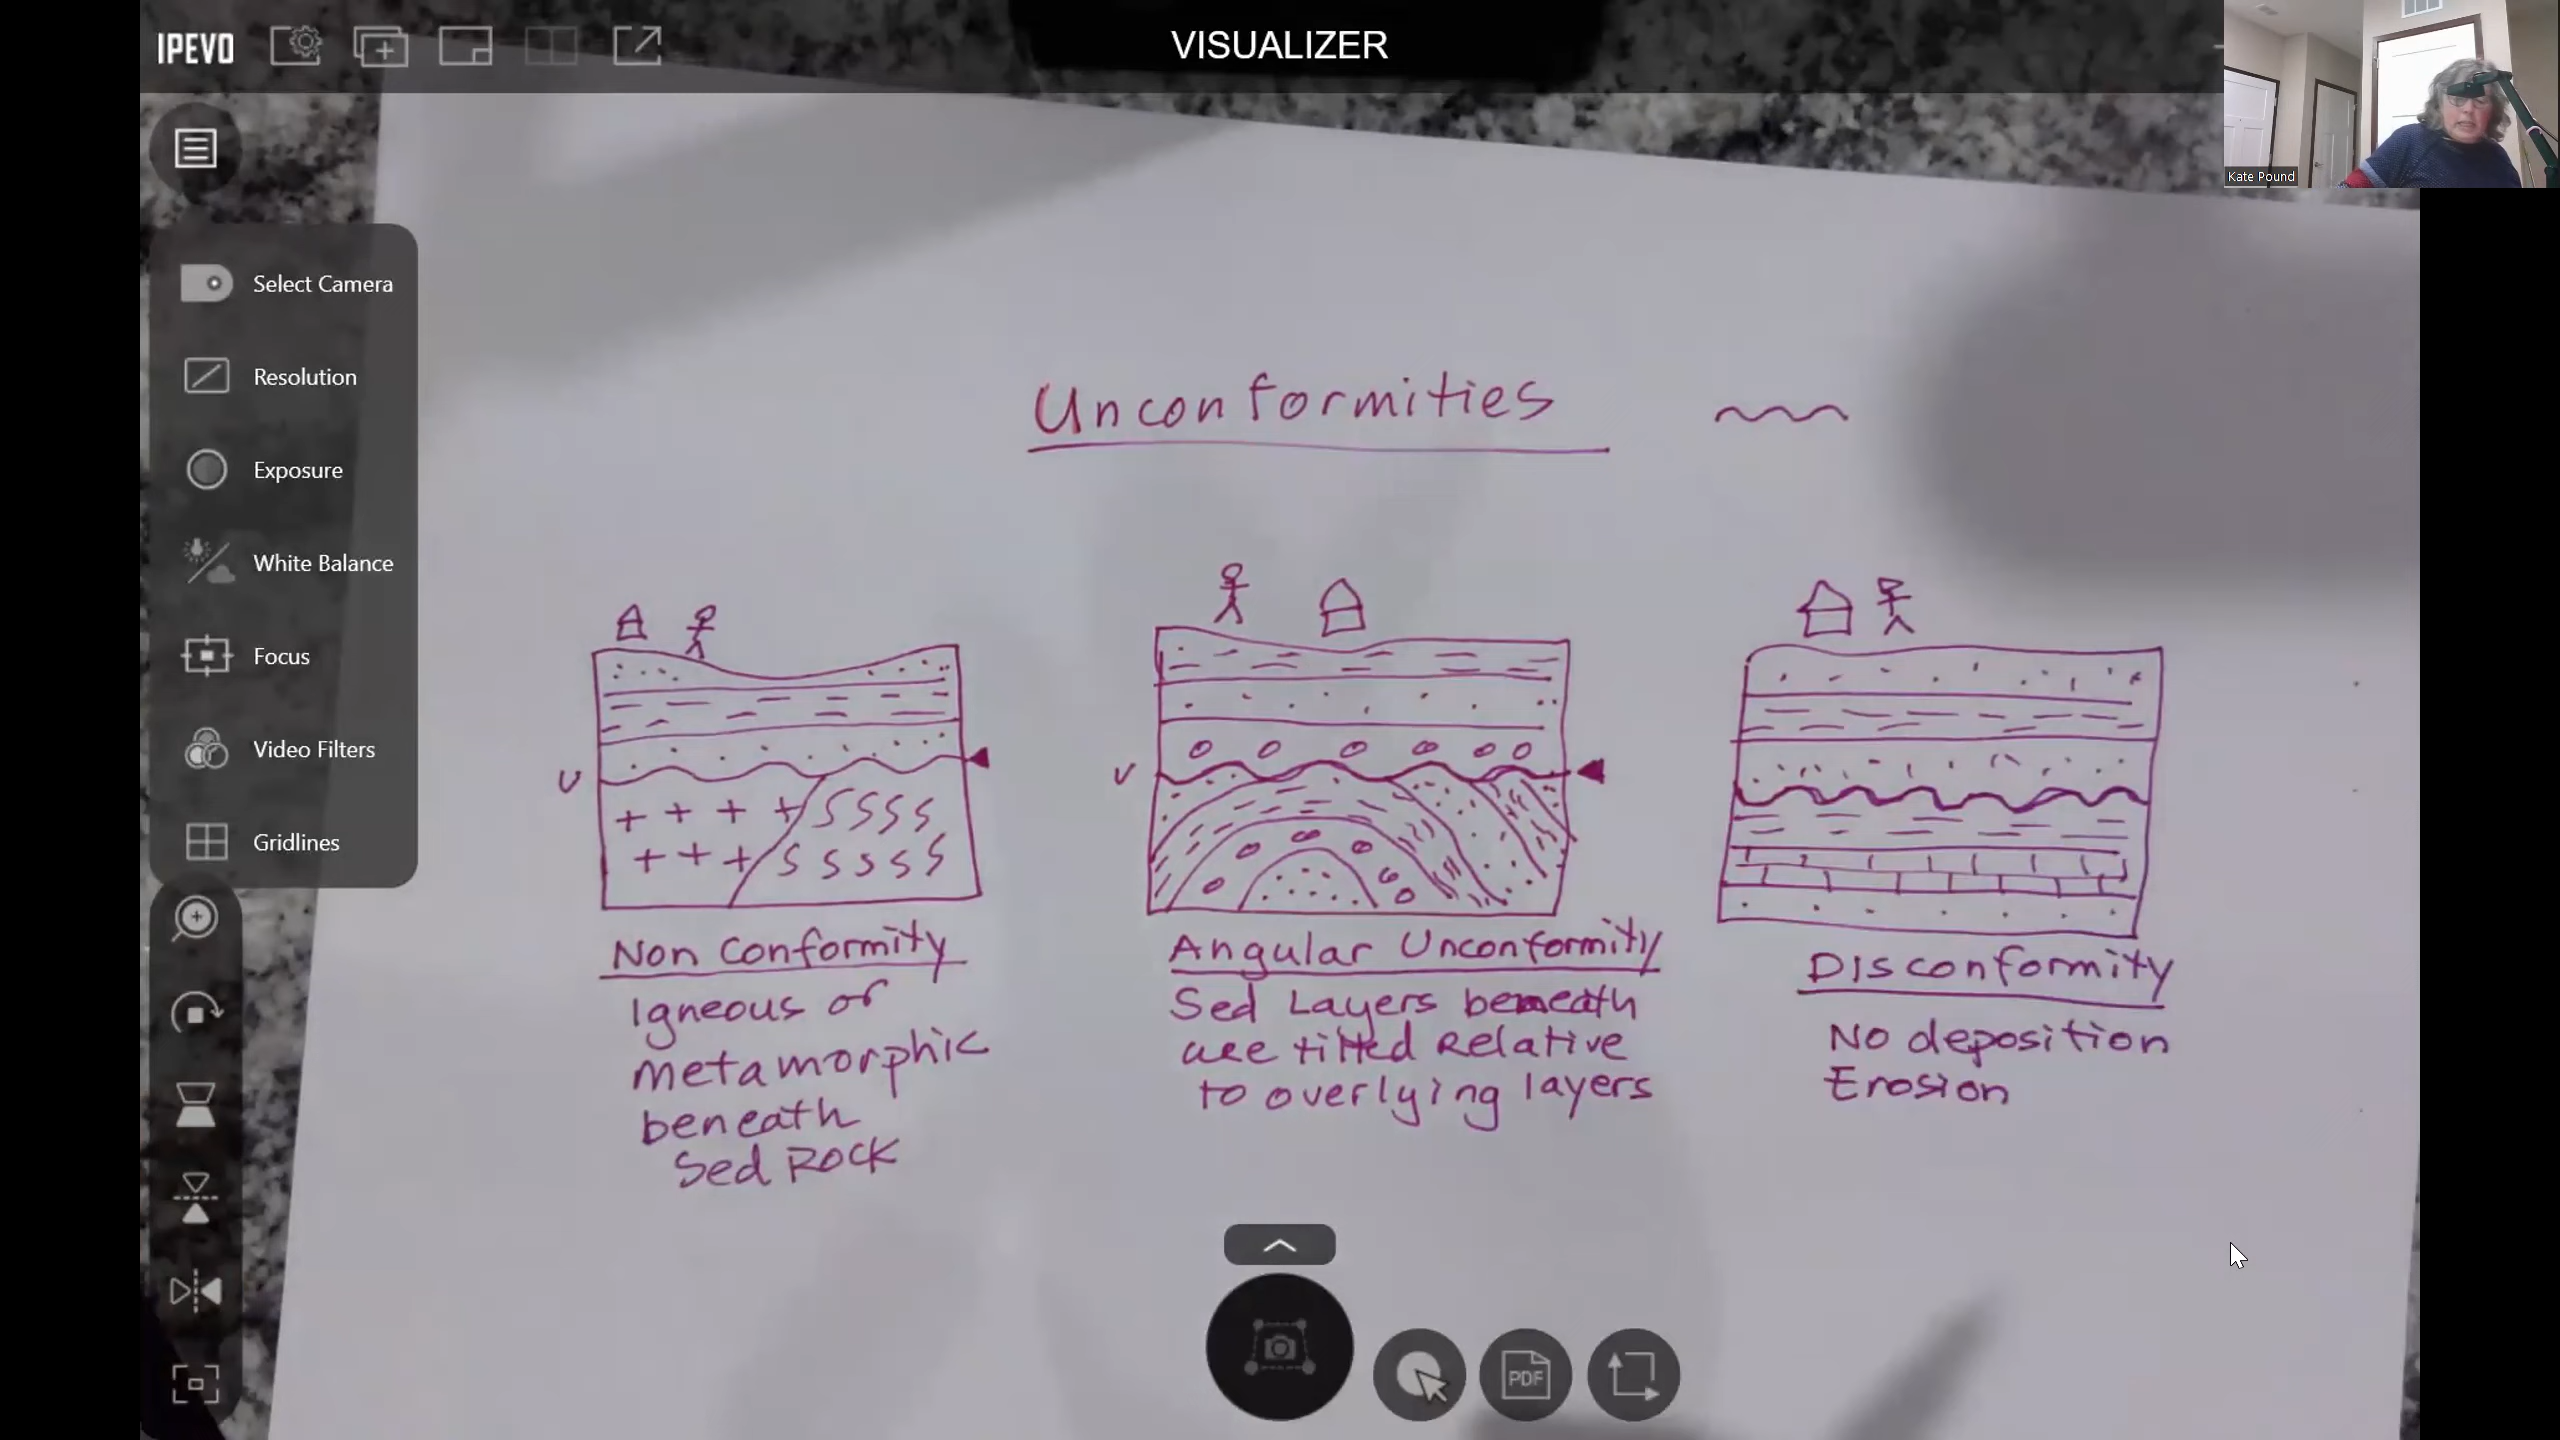 IPEVO
VISUALIZER
Kate Pound
Select Camera
Resolution
Exposure
White Balance
Focus
Video Filters
Gridlines
Unconformities
U
+ + + + S S S S
+ + + S S S S S
Non Conformity
Igneous or
metamorphic
beneath
Sed Rock
U
Angular Unconformity
Sed Layers beneath
are tilted Relative
to overlying layers
Disconformity
No deposition
Erosion
PDF